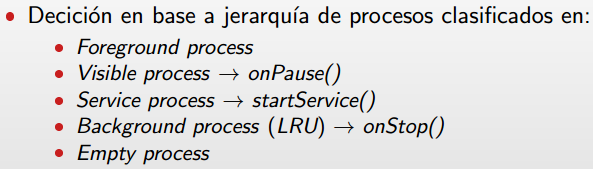 • Decición en base a jerarquía de procesos clasificados en:
• Foreground process
• Visible process → onPause()
• Service process → startService()
• Background process (LRU) → onStop()
• Empty process